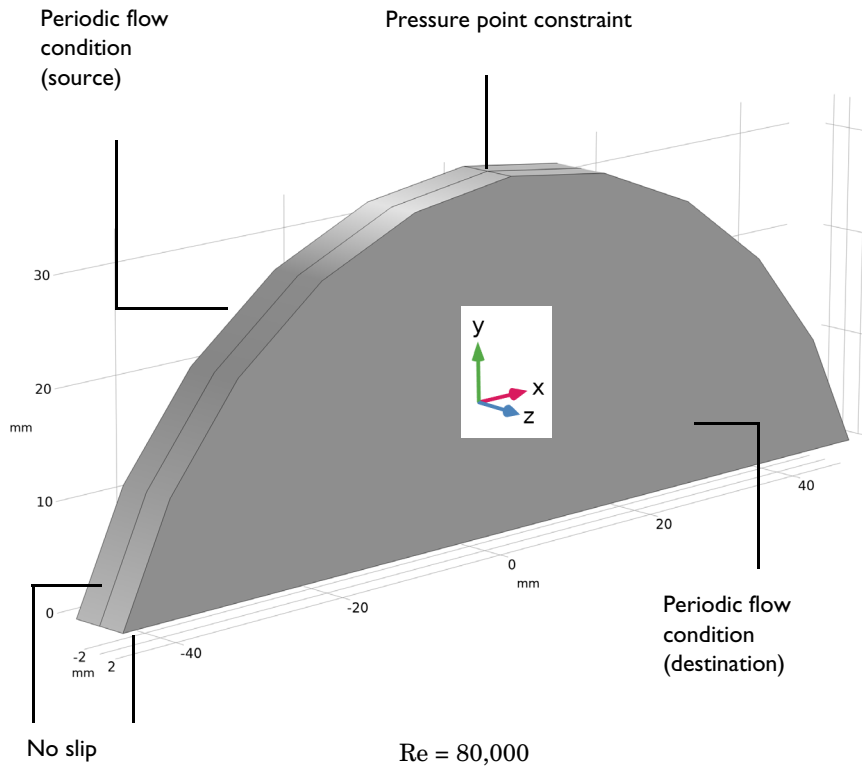 Periodic flow
condition
(source)
Pressure point constraint
30
20
mm
10
0
y
x
z
40
20
0
mm
-20
-40
-2
mm
2
Periodic flow
condition
(destination)
No slip
Re = 80,000